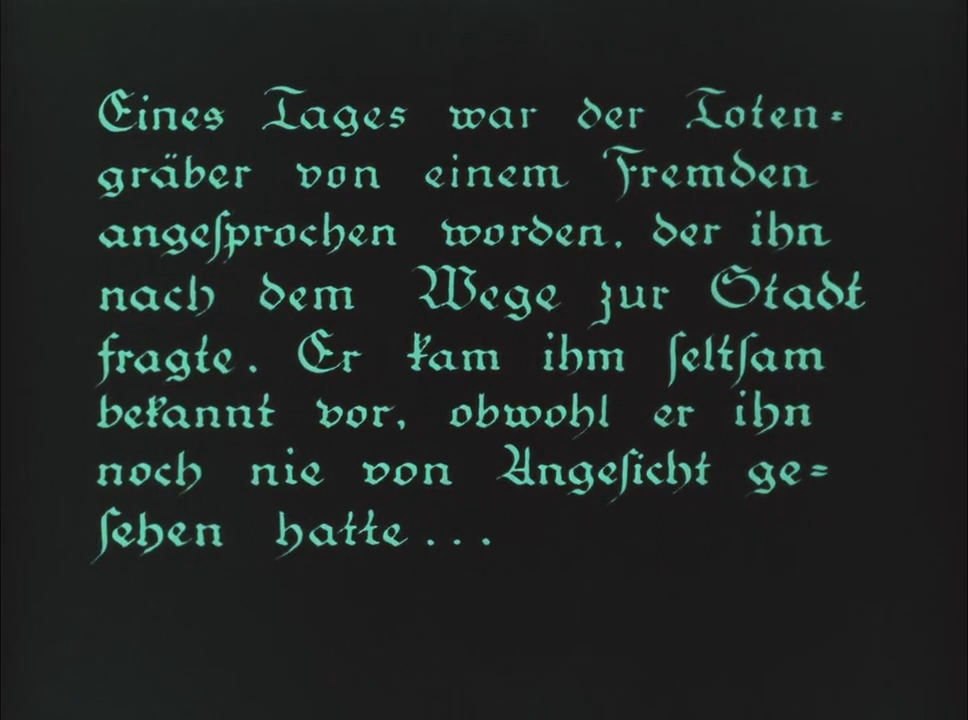 Eines Tages war der Toten-
gräber von einem Fremden
angesprochen worden, der ihn
nach dem Wege zur Stadt
fragte. Er kam ihm seltsam
bekannt vor, obwohl er ihn
noch nie von Angesicht ge-
sehen hatte...